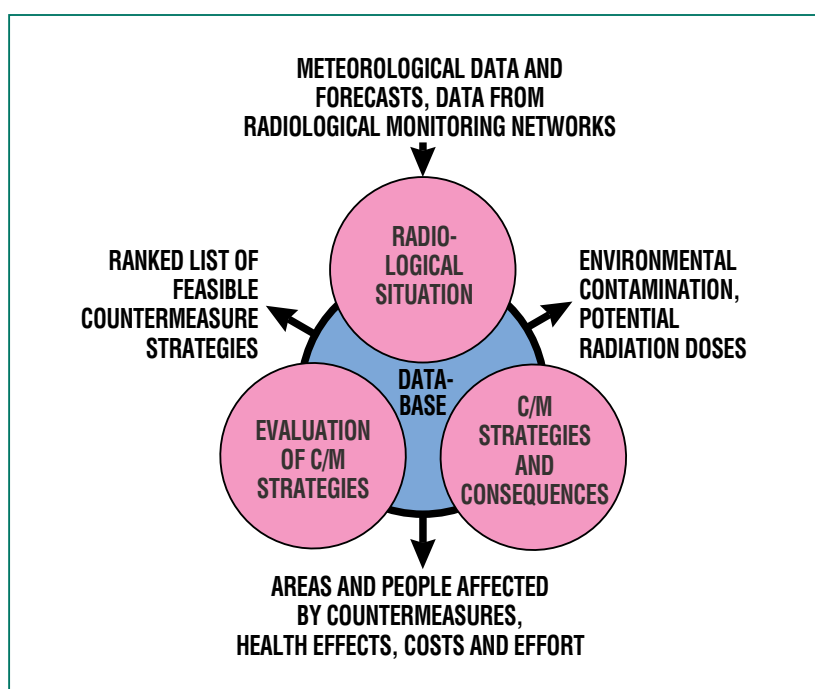 METEOROLOGICAL DATA AND
FORECASTS, DATA FROM
RADIOLOGICAL MONITORING NETWORKS
RADIO-
LOGICAL
SITUATION
RANKED LIST OF
FEASIBLE
COUNTERMEASURE
STRATEGIES
ENVIRONMENTAL
CONTAMINATION,
POTENTIAL
RADIATION DOSES
DATA-
BASE
EVALUATION
OF C/M
STRATEGIES
C/M
STRATEGIES
AND
CONSEQUENCES
AREAS AND PEOPLE AFFECTED
BY COUNTERMEASURES,
HEALTH EFFECTS, COSTS AND EFFORT